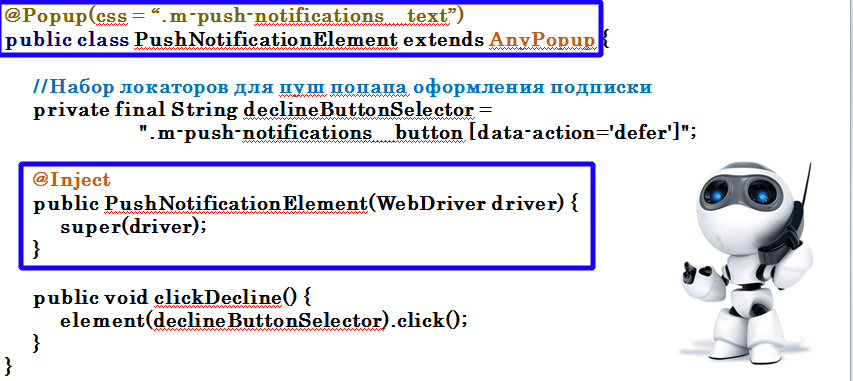 @Popup(css = “.m-push-notifications__text”)
public class PushNotificationElement extends AnyPopup {
//Набор локаторов для пуш попапа оформления подписки
private final String declineButtonSelector =
".m-push-notifications__button [data-action='defer']";
@Inject
public PushNotificationElement(WebDriver driver) {
super(driver);
}
public void clickDecline() {
element(declineButtonSelector).click();
}
}